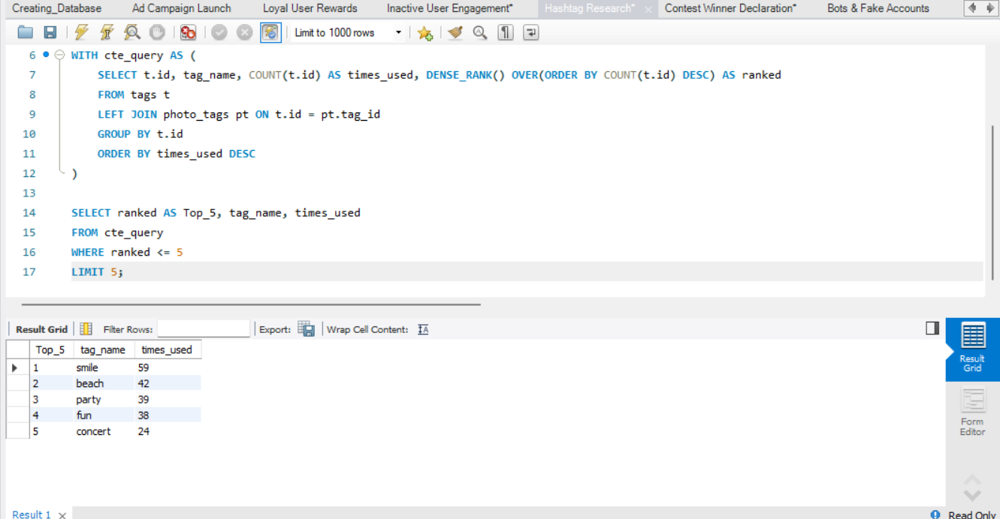 Creating_Database Ad Campaign Launch Loyal User Rewards Inactive User Engagement* Hashtag Research* Contest Winner Declaration* Bots & Fake Accounts
Limit to 1000 rows
6 WITH cte_query AS (
7 SELECT t.id, tag_name, COUNT(t.id) AS times_used, DENSE_RANK() OVER(ORDER BY COUNT(t.id) DESC) AS ranked
8 FROM tags t
9 LEFT JOIN photo_tags pt ON t.id = pt.tag_id
10 GROUP BY t.id
11 ORDER BY times_used DESC
12 )
13
14 SELECT ranked AS Top_5, tag_name, times_used
15 FROM cte_query
16 WHERE ranked <= 5
17 LIMIT 5;
Result Grid Filter Rows: Export: Wrap Cell Content: IA
Top_5 tag_name times_used
1 smile 59
2 beach 42
3 party 39
4 fun 38
5 concert 24
Result
Grid
Form
Editor
Result 1 Read Only